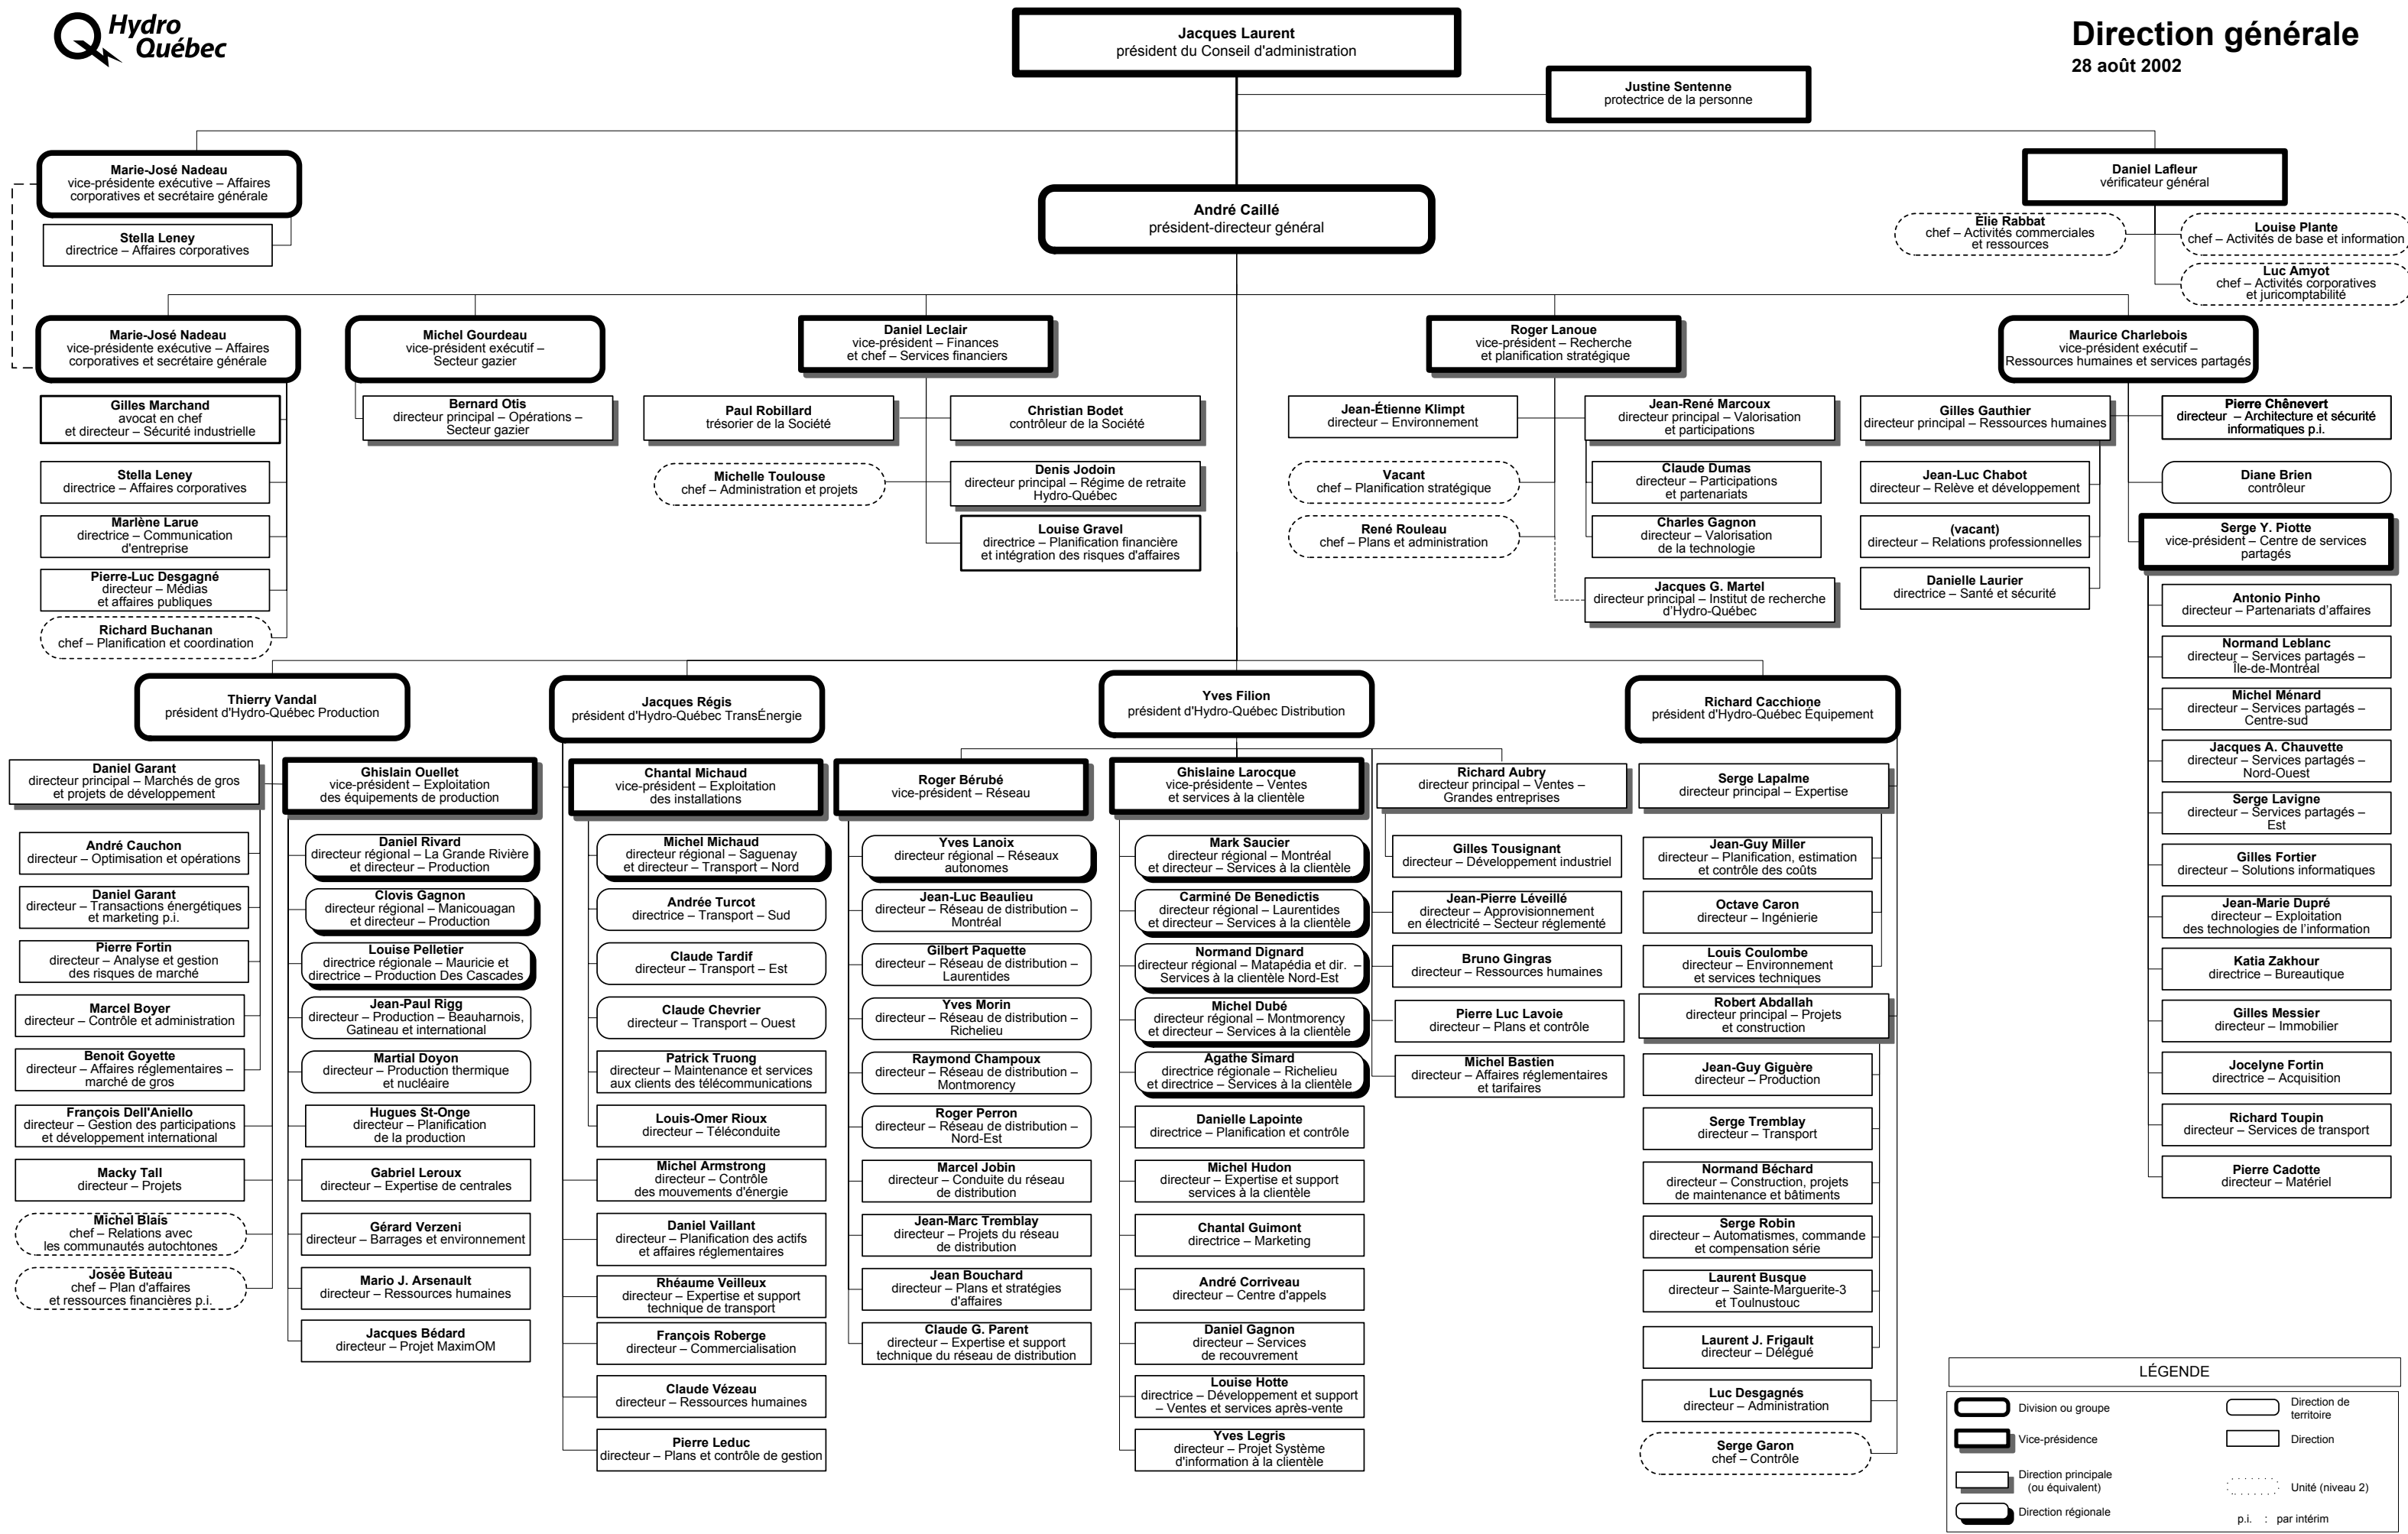 Hydro
Québec
Direction générale
28 août 2002
Jacques Laurent
président du Conseil d'administration
Justine Sentenne
protectrice de la personne
Marie-José Nadeau
vice-présidente exécutive – Affaires
corporatives et secrétaire générale
Stella Leney
directrice – Affaires corporatives
André Caillé
président-directeur général
Daniel Lafleur
vérificateur général
Élie Rabbat
chef – Activités commerciales
et ressources
Louise Plante
chef – Activités de base et information
Luc Amyot
chef – Activités corporatives
et juricomptabilité
Marie-José Nadeau
vice-présidente exécutive – Affaires
corporatives et secrétaire générale
Gilles Marchand
avocat en chef
et directeur – Sécurité industrielle
Stella Leney
directrice – Affaires corporatives
Marlène Larue
directrice – Communication
d'entreprise
Pierre-Luc Desgagné
directeur – Médias
et affaires publiques
Richard Buchanan
chef – Planification et coordination
Michel Gourdeau
vice-président exécutif –
Secteur gazier
Bernard Otis
directeur principal – Opérations –
Secteur gazier
Daniel Leclair
vice-président – Finances
et chef – Services financiers
Paul Robillard
trésorier de la Société
Christian Bodet
contrôleur de la Société
Michelle Toulouse
chef – Administration et projets
Denis Jodoin
directeur principal – Régime de retraite
Hydro-Québec
Louise Gravel
directrice – Planification financière
et intégration des risques d'affaires
Roger Lanoue
vice-président – Recherche
et planification stratégique
Jean-Étienne Klimpt
directeur – Environnement
Vacant
chef – Planification stratégique
René Rouleau
chef – Plans et administration
Jean-René Marcoux
directeur principal – Valorisation
et participations
Claude Dumas
directeur – Participations
et partenariats
Charles Gagnon
directeur – Valorisation
de la technologie
Jacques G. Martel
directeur principal – Institut de recherche
d'Hydro-Québec
Maurice Charlebois
vice-président exécutif –
Ressources humaines et services partagés
Gilles Gauthier
directeur principal – Ressources humaines
Jean-Luc Chabot
directeur – Relève et développement
(vacant)
directeur – Relations professionnelles
Danielle Laurier
directrice – Santé et sécurité
Pierre Chênevert
directeur – Architecture et sécurité
informatiques p.i.
Diane Brien
contrôleur
Serge Y. Piotte
vice-président – Centre de services
partagés
Antonio Pinho
directeur – Partenariats d'affaires
Normand Leblanc
directeur – Services partagés –
Île-de-Montréal
Michel Ménard
directeur – Services partagés –
Centre-sud
Jacques A. Chauvette
directeur – Services partagés –
Nord-Ouest
Serge Lavigne
directeur – Services partagés –
Est
Gilles Fortier
directeur – Solutions informatiques
Jean-Marie Dupré
directeur – Exploitation
des technologies de l'information
Katia Zakhour
directrice – Bureautique
Gilles Messier
directeur – Immobilier
Jocelyne Fortin
directrice – Acquisition
Richard Toupin
directeur – Services de transport
Pierre Cadotte
directeur – Matériel
Thierry Vandal
président d'Hydro-Québec Production
Daniel Garant
directeur principal – Marchés de gros
et projets de développement
André Cauchon
directeur – Optimisation et opérations
Daniel Garant
directeur – Transactions énergétiques
et marketing p.i.
Pierre Fortin
directeur – Analyse et gestion
des risques de marché
Marcel Boyer
directeur – Contrôle et administration
Benoit Goyette
directeur – Affaires réglementaires –
marché de gros
François Dell'Aniello
directeur – Gestion des participations
et développement international
Macky Tall
directeur – Projets
Michel Blais
chef – Relations avec
les communautés autochtones
Josée Buteau
chef – Plan d'affaires
et ressources financières p.i.
Ghislain Ouellet
vice-président – Exploitation
des équipements de production
Daniel Rivard
directeur régional – La Grande Rivière
et directeur – Production
Clovis Gagnon
directeur régional – Manicouagan
et directeur – Production
Louise Pelletier
directrice régionale – Mauricie et
directrice – Production Des Cascades
Jean-Paul Rigg
directeur – Production – Beauharnois,
Gatineau et international
Martial Doyon
directeur – Production thermique
et nucléaire
Hugues St-Onge
directeur – Planification
de la production
Gabriel Leroux
directeur – Expertise de centrales
Gérard Verzeni
directeur – Barrages et environnement
Mario J. Arsenault
directeur – Ressources humaines
Jacques Bédard
directeur – Projet MaximOM
Jacques Régis
président d'Hydro-Québec TransÉnergie
Chantal Michaud
vice-président – Exploitation
des installations
Michel Michaud
directeur régional – Saguenay
et directeur – Transport – Nord
Andrée Turcot
directrice – Transport – Sud
Claude Tardif
directeur – Transport – Est
Claude Chevrier
directeur – Transport – Ouest
Patrick Truong
directeur – Maintenance et services
aux clients des télécommunications
Louis-Omer Rioux
directeur – Téléconduite
Michel Armstrong
directeur – Contrôle
des mouvements d'énergie
Daniel Vaillant
directeur – Planification des actifs
et affaires réglementaires
Rhéaume Veilleux
directeur – Expertise et support
technique de transport
François Roberge
directeur – Commercialisation
Claude Vézeau
directeur – Ressources humaines
Pierre Leduc
directeur – Plans et contrôle de gestion
Yves Filion
président d'Hydro-Québec Distribution
Roger Bérubé
vice-président – Réseau
Yves Lanoix
directeur régional – Réseaux
autonomes
Jean-Luc Beaulieu
directeur – Réseau de distribution –
Montréal
Gilbert Paquette
directeur – Réseau de distribution –
Laurentides
Yves Morin
directeur – Réseau de distribution –
Richelieu
Raymond Champoux
directeur – Réseau de distribution –
Montmorency
Roger Perron
directeur – Réseau de distribution –
Nord-Est
Marcel Jobin
directeur – Conduite du réseau
de distribution
Jean-Marc Tremblay
directeur – Projets du réseau
de distribution
Jean Bouchard
directeur – Plans et stratégies
d'affaires
Claude G. Parent
directeur – Expertise et support
technique du réseau de distribution
Ghislaine Larocque
vice-présidente – Ventes
et services à la clientèle
Mark Saucier
directeur régional – Montréal
et directeur – Services à la clientèle
Carminé De Benedictis
directeur régional – Laurentides
et directeur – Services à la clientèle
Normand Dignard
directeur régional – Matapédia et dir. –
Services à la clientèle Nord-Est
Michel Dubé
directeur régional – Montmorency
et directeur – Services à la clientèle
Agathe Simard
directrice régionale – Richelieu
et directrice – Services à la clientèle
Danielle Lapointe
directrice – Planification et contrôle
Michel Hudon
directeur – Expertise et support
services à la clientèle
Chantal Guimont
directrice – Marketing
André Corriveau
directeur – Centre d'appels
Daniel Gagnon
directeur – Services
de recouvrement
Louise Hotte
directrice – Développement et support
– Ventes et services après-vente
Yves Legris
directeur – Projet Système
d'information à la clientèle
Richard Aubry
directeur principal – Ventes –
Grandes entreprises
Gilles Tousignant
directeur – Développement industriel
Jean-Pierre Léveillé
directeur – Approvisionnement
en électricité – Secteur réglementé
Bruno Gingras
directeur – Ressources humaines
Pierre Luc Lavoie
directeur – Plans et contrôle
Michel Bastien
directeur – Affaires réglementaires
et tarifaires
Richard Cacchione
président d'Hydro-Québec Équipement
Serge Lapalme
directeur principal – Expertise
Jean-Guy Miller
directeur – Planification, estimation
et contrôle des coûts
Octave Caron
directeur – Ingénierie
Louis Coulombe
directeur – Environnement
et services techniques
Robert Abdallah
directeur principal – Projets
et construction
Jean-Guy Giguère
directeur – Production
Serge Tremblay
directeur – Transport
Normand Béchard
directeur – Construction, projets
de maintenance et bâtiments
Serge Robin
directeur – Automatismes, commande
et compensation série
Laurent Busque
directeur – Sainte-Marguerite-3
et Toulnustouc
Laurent J. Frigault
directeur – Délégué
Luc Desgagnés
directeur – Administration
Serge Garon
chef – Contrôle
LÉGENDE
Division ou groupe
Direction de
territoire
Vice-présidence
Direction
Direction principale
(ou équivalent)
Unité (niveau 2)
Direction régionale
p.i. : par intérim